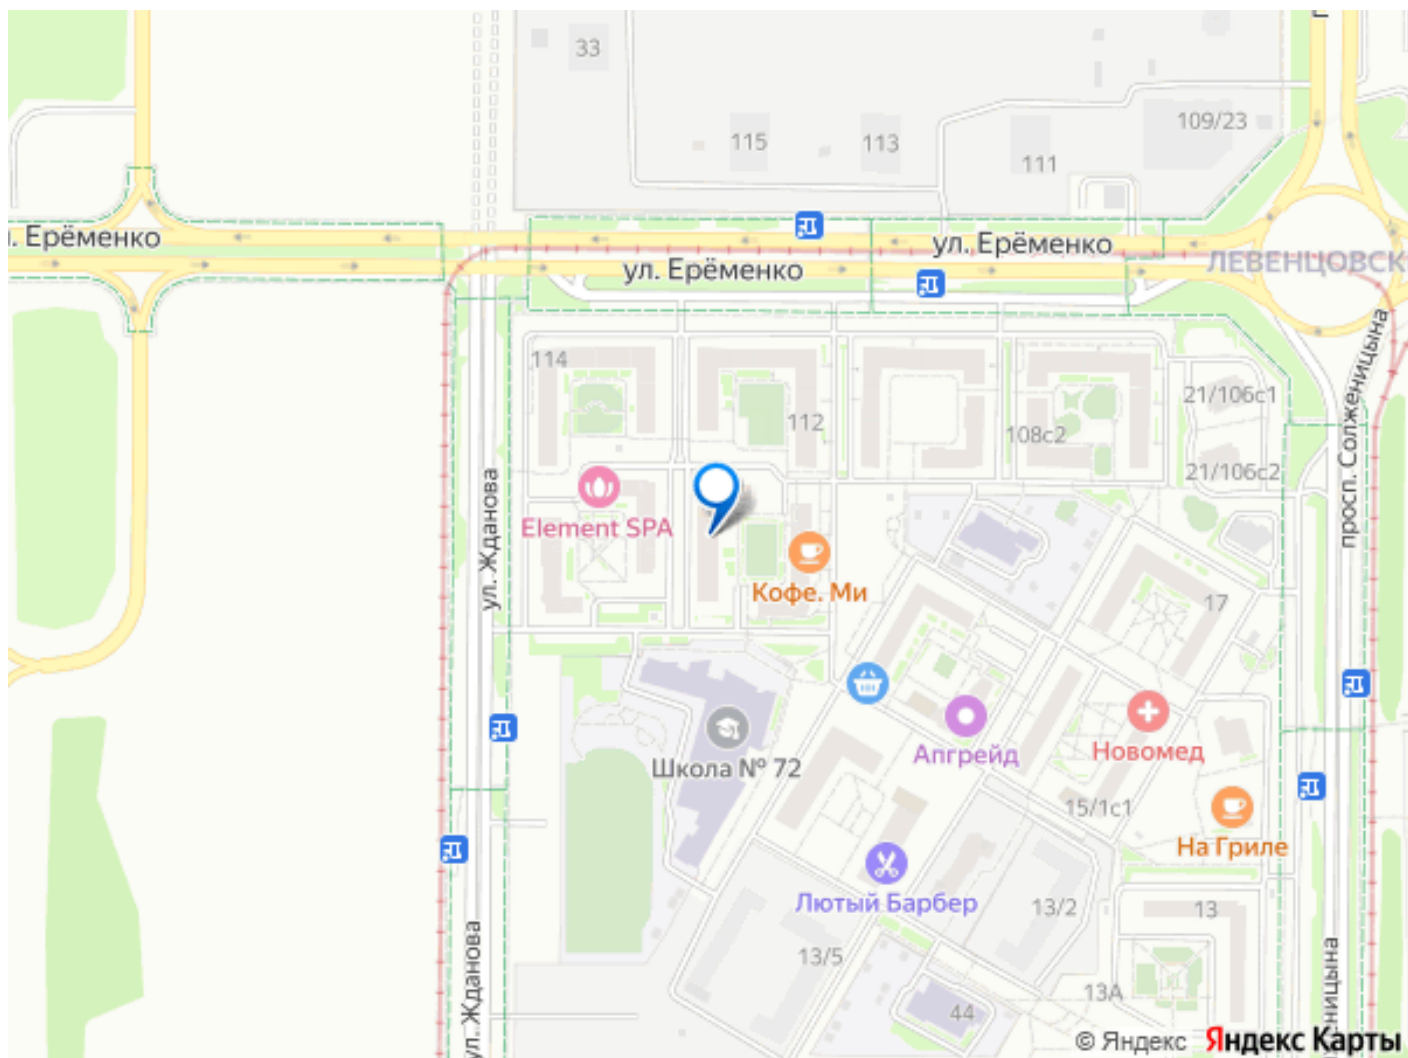 33
109/23
115
113
111
ул. Ерёменко
. Ерёменко
ул. Ерёменко
ЛЕВЕНЦОВСК
114
просп. Солженицына
21/106с1
112
108с2
21/106с2
ул. Жданова
Element SPA
Кофе. Ми
17
Апгрейд
Новомед
Школа № 72
15/1с1
На Гриле
Лютый Барбер
13/2
13
13/5
ул. Жданова
ницына
13А
44
© Яндекс Яндекс Карты